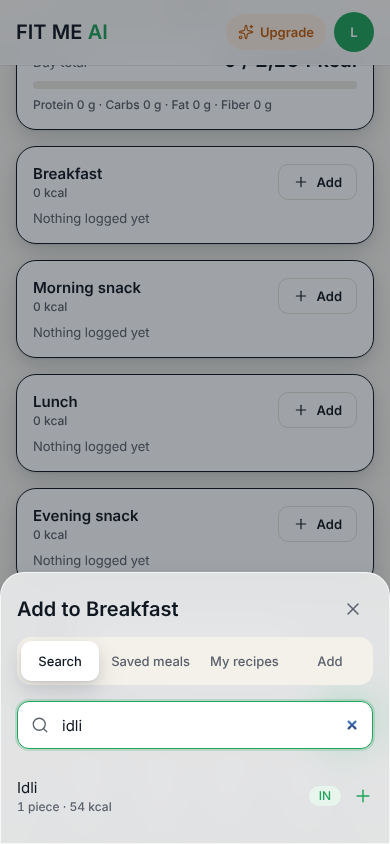 FIT ME AI
Upgrade
L
Protein 0 g · Carbs 0 g · Fat 0 g · Fiber 0 g
Breakfast
0 kcal
Add
Nothing logged yet
Morning snack
0 kcal
Add
Nothing logged yet
Lunch
0 kcal
Add
Nothing logged yet
Evening snack
0 kcal
Add
Nothing logged yet
Add to Breakfast
Search
Saved meals
My recipes
Add
idli
Idli
1 piece · 54 kcal
IN